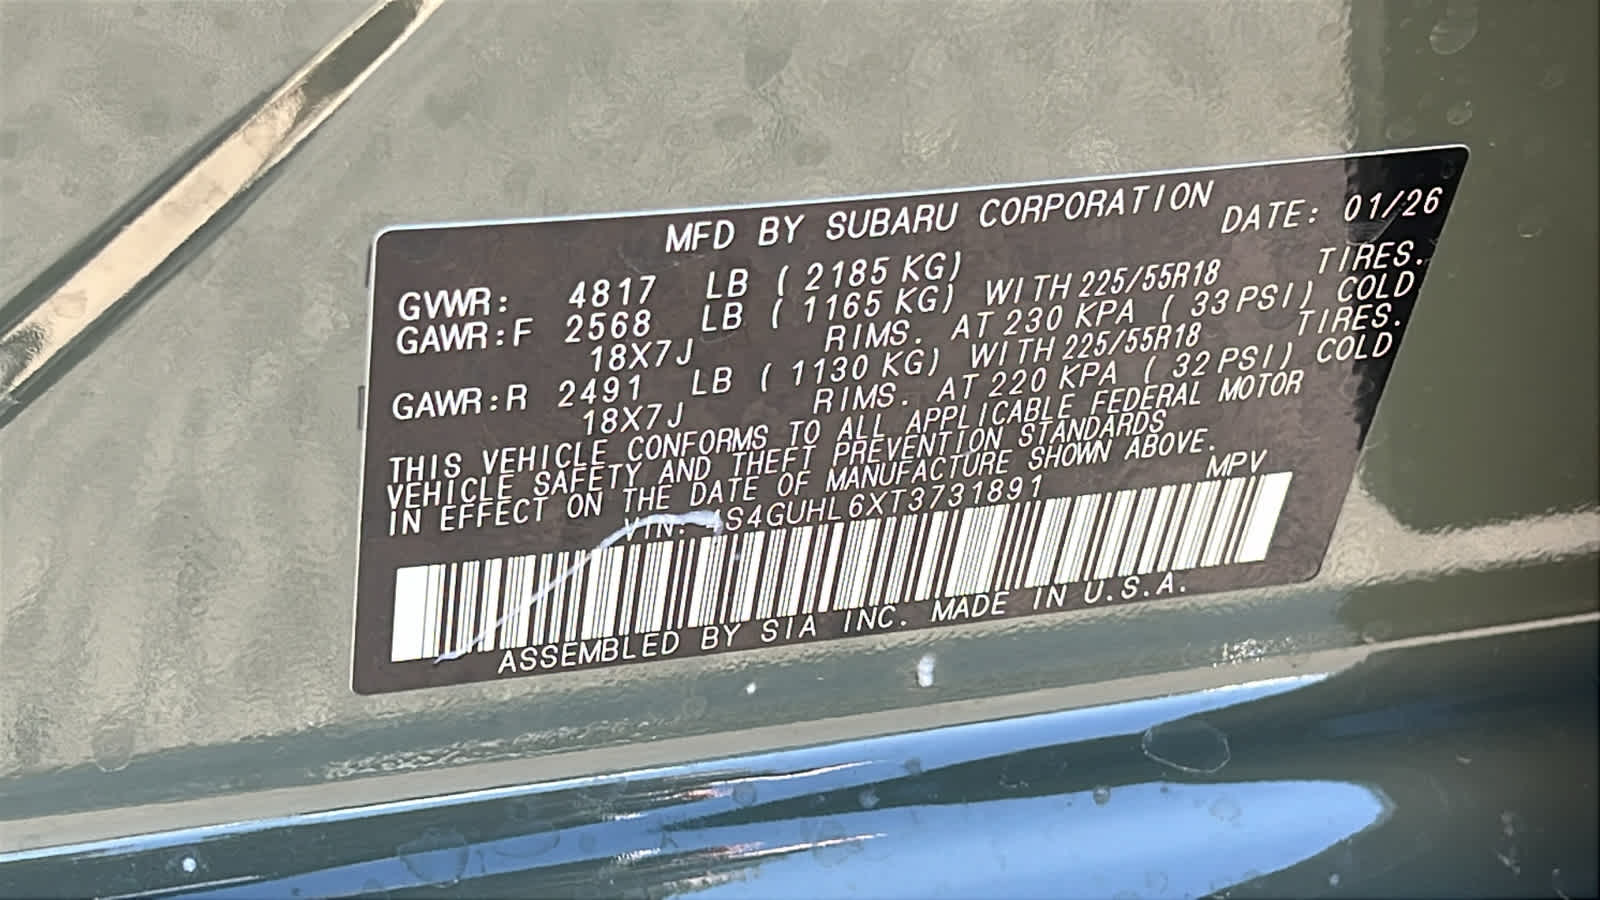 MFD BY SUBARU CORPORATION DATE: 01/26
GVWR: 4817 LB ( 2185 KG)
GAWR:F 2568 LB ( 1165 KG) WITH 225/55R18 TIRES.
18X7J RIMS. AT 230 KPA ( 33 PSI) COLD
GAWR:R 2491 LB ( 1130 KG) WITH 225/55R18 TIRES.
18X7J RIMS. AT 220 KPA ( 32 PSI) COLD
THIS VEHICLE CONFORMS TO ALL APPLICABLE FEDERAL MOTOR
VEHICLE SAFETY AND THEFT PREVENTION STANDARDS
IN EFFECT ON THE DATE OF MANUFACTURE SHOWN ABOVE.
VIN: 4S4GUHL6XT3731891 MPV
ASSEMBLED BY SIA INC. MADE IN U.S.A.